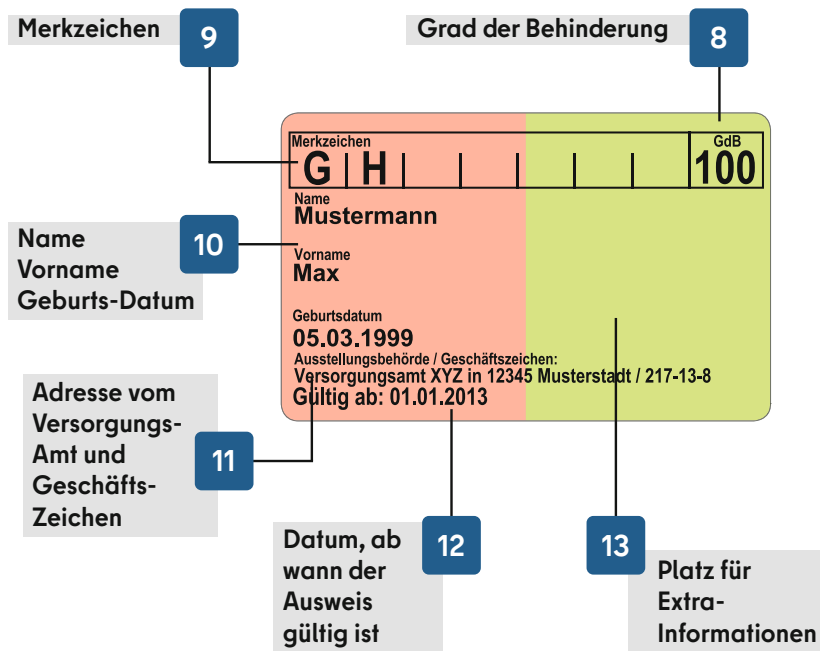 Merkzeichen
9
Grad der Behinderung
8
Merkzeichen
GdB
G | H | | | | | 100
Name
Mustermann
Vorname
Max
Geburtsdatum
05.03.1999
Ausstellungsbehörde / Geschäftszeichen:
Versorgungsamt XYZ in 12345 Musterstadt / 217-13-8
Gültig ab: 01.01.2013
Name
Vorname
Geburts-Datum
10
Adresse vom
Versorgungs-
Amt und
Geschäfts-
Zeichen
11
Datum, ab
wann der
Ausweis
gültig ist
12
13
Platz für
Extra-
Informationen